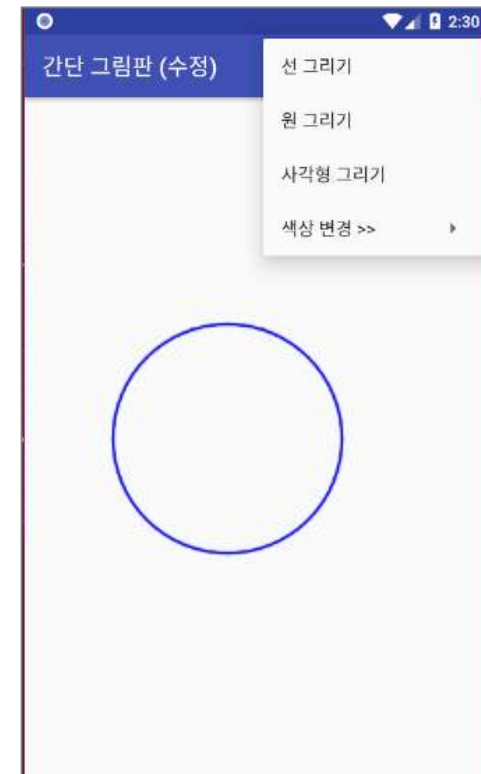 2:30
간단 그림판 (수정)
선 그리기
원 그리기
사각형 그리기
색상 변경 >>